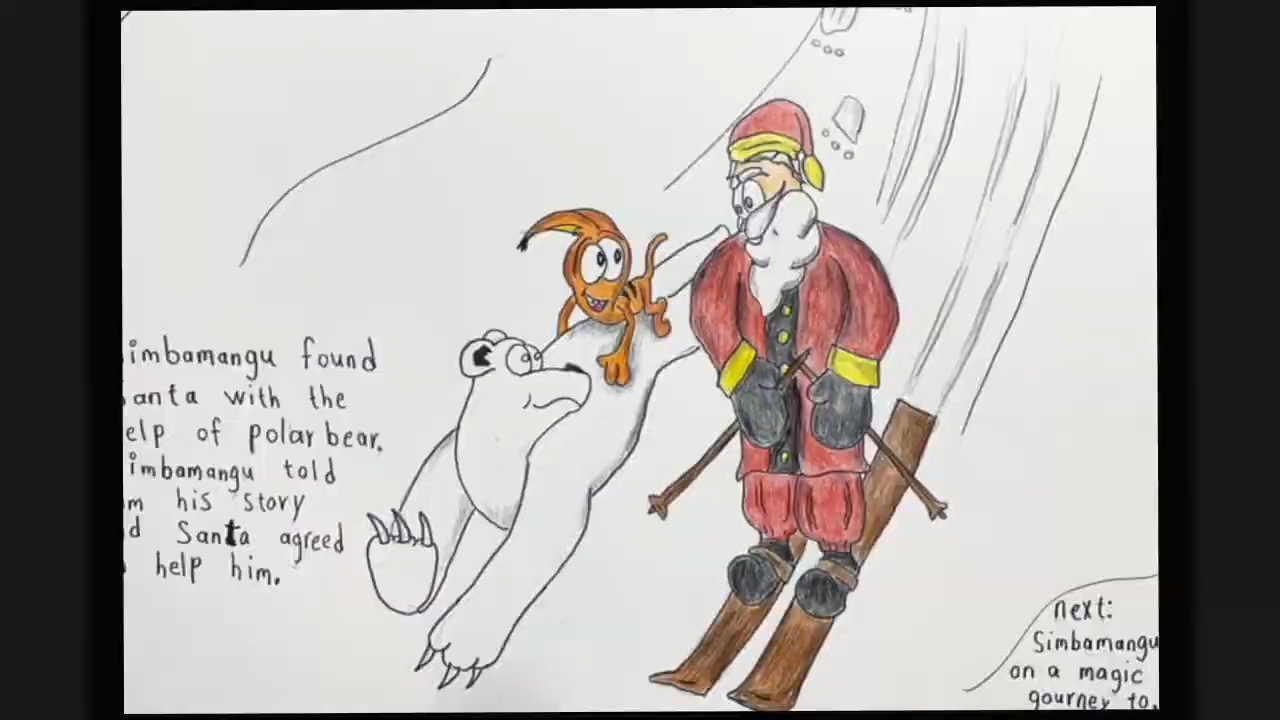 imbamangu found
anta with the
elp of polar bear.
imbamangu told
m his story
d Santa agreed
help him.
next:
Simbamangu
on a magic
gourney to.